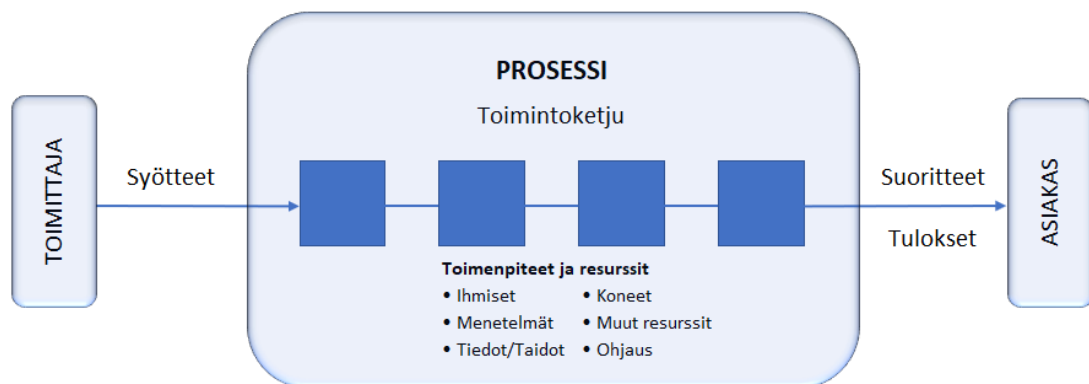 PROSESSI
Toimintoketju
TOIMITTAJA
Syötteet
Suoritteet
Tulokset
ASIAKAS
Toimenpiteet ja resurssit
• Ihmiset
• Menetelmät
• Tiedot/Taidot
• Koneet
• Muut resurssit
• Ohjaus